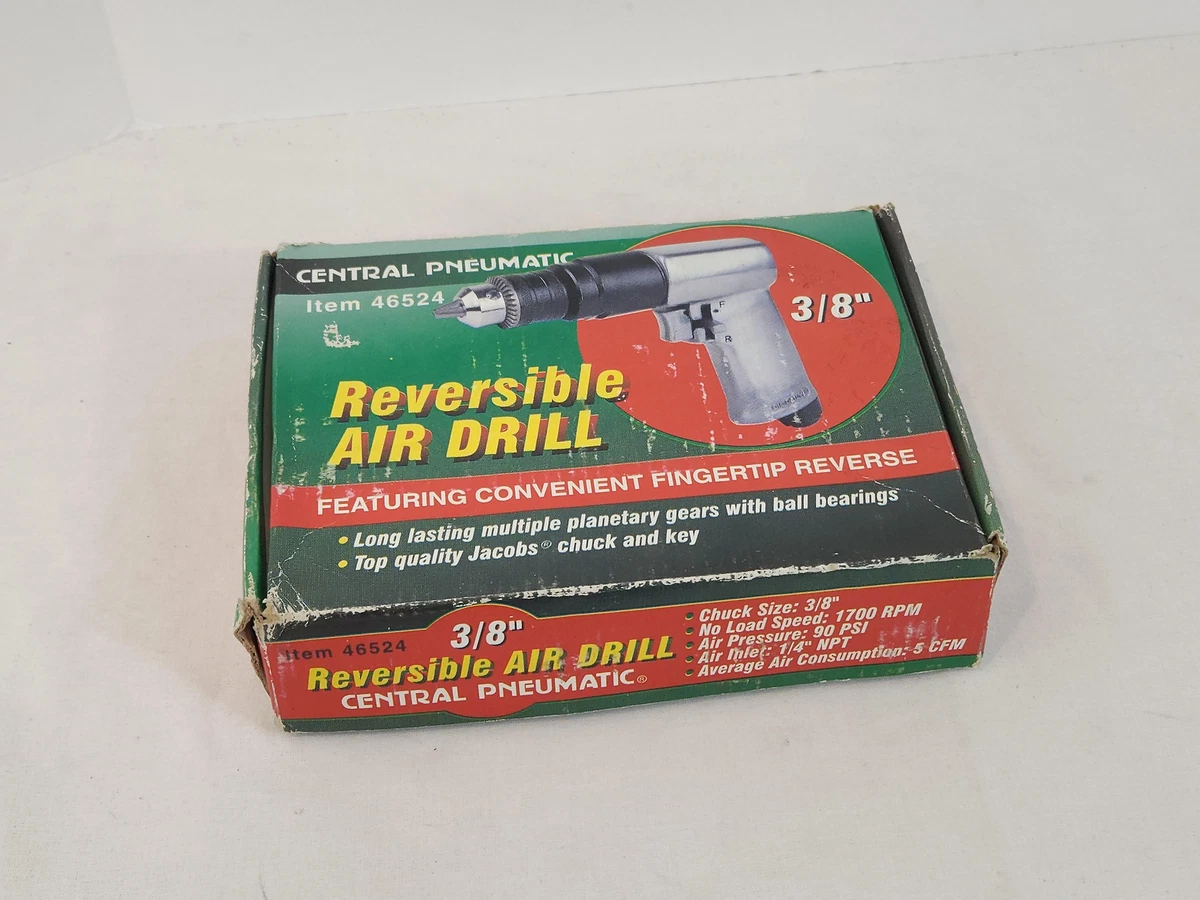 CENTRAL PNEUMATIC
Item 46524
3/8"
F
R
Reversible
AIR DRILL
FEATURING CONVENIENT FINGERTIP REVERSE
• Long lasting multiple planetary gears with ball bearings
• Top quality Jacobs® chuck and key
Item 46524
3/8"
Reversible AIR DRILL
CENTRAL PNEUMATIC®
• Chuck Size: 3/8"
• No Load Speed: 1700 RPM
• Air Pressure: 90 PSI
• Air Inlet: 1/4" NPT
• Average Air Consumption: 5 CFM